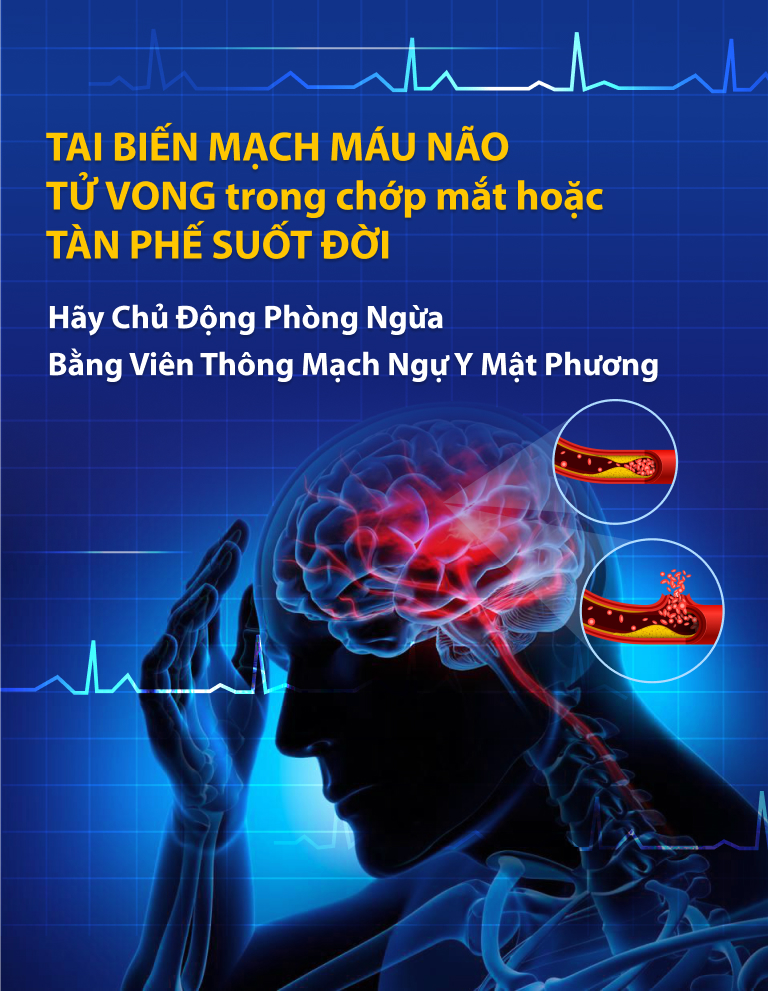 TAI BIẾN MẠCH MÁU NÃO
TỬ VONG trong chớp mắt hoặc
TÀN PHẾ SUỐT ĐỜI
Hãy Chủ Động Phòng Ngừa
Bằng Viên Thông Mạch Ngự Y Mật Phương